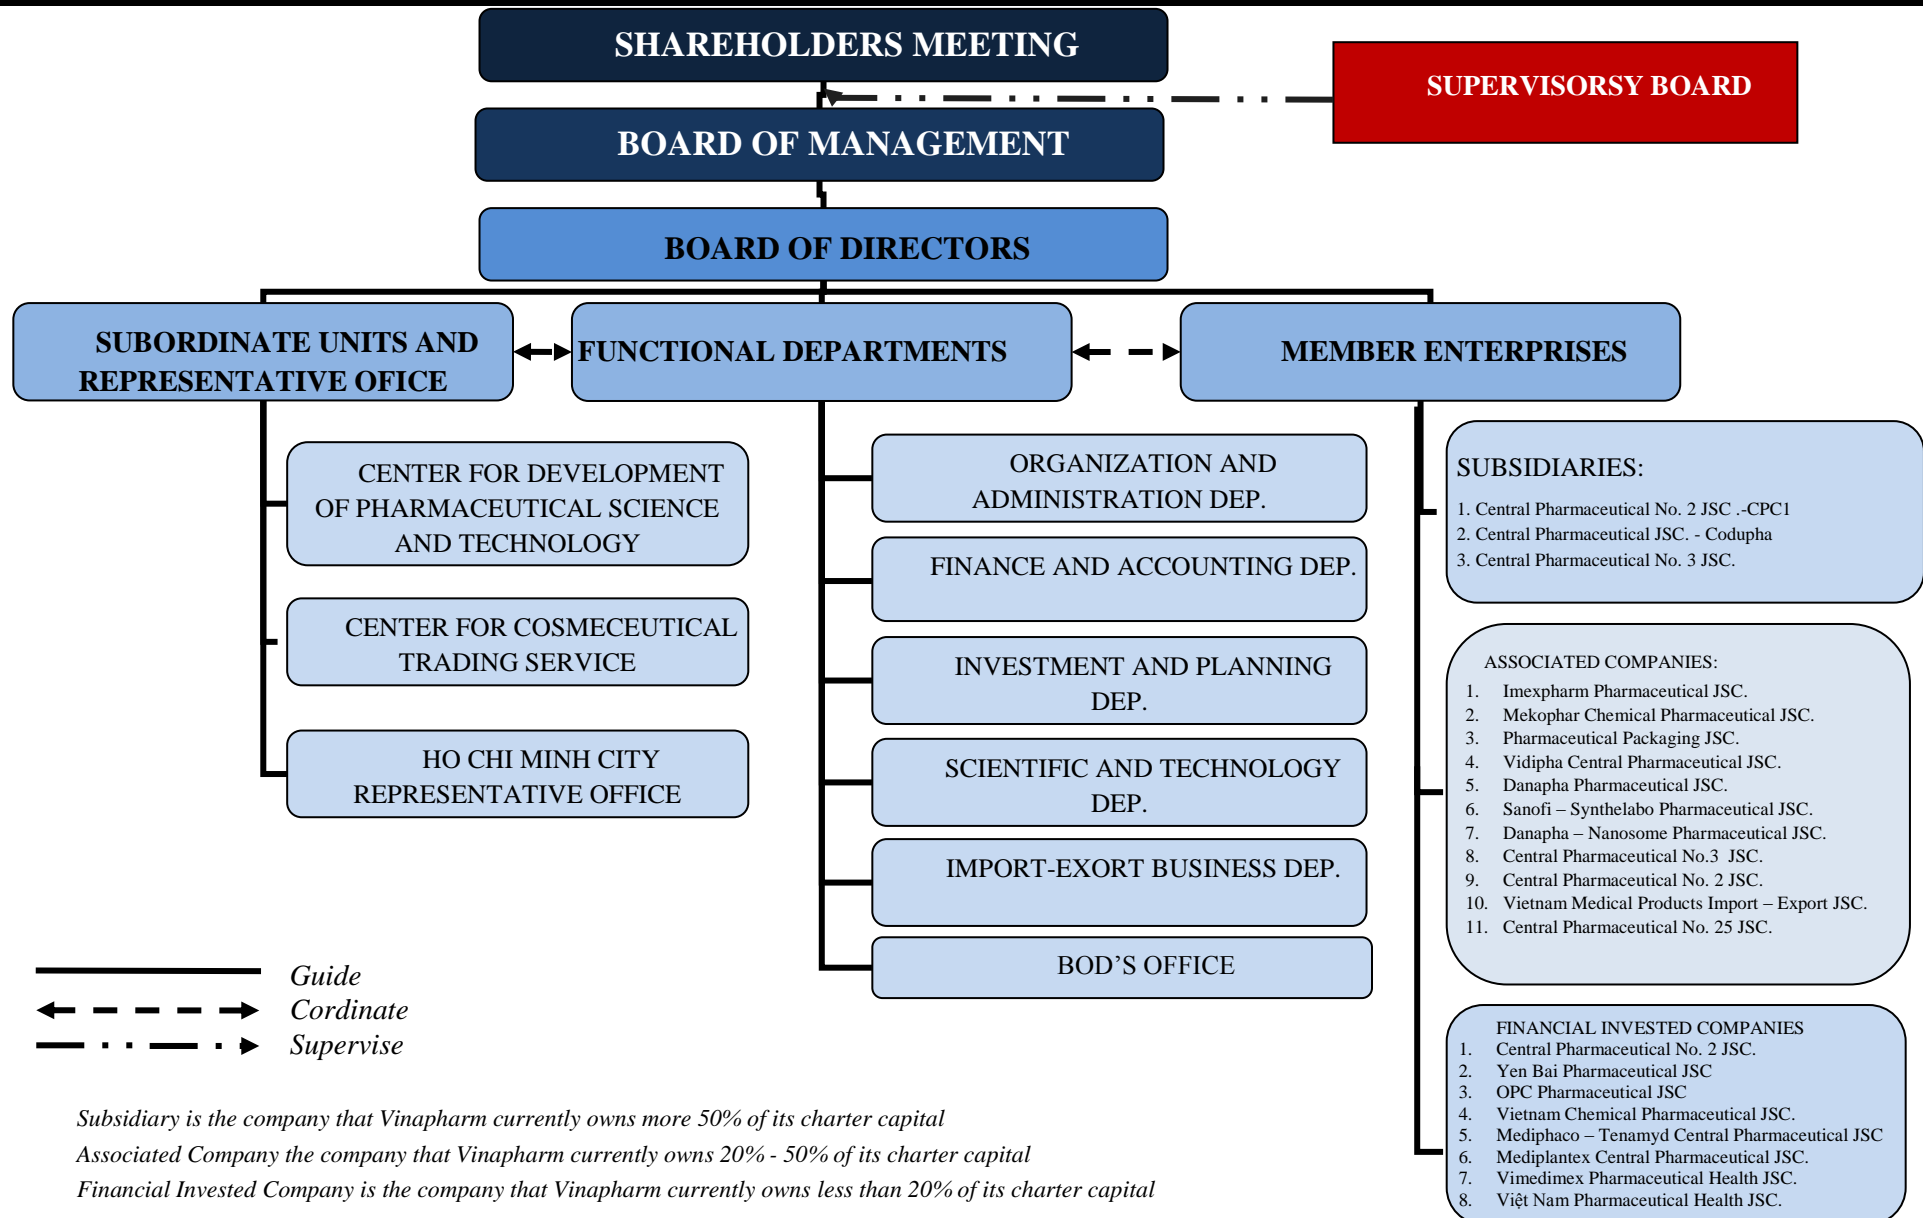 SHAREHOLDERS MEETING
SUPERVISORSY BOARD
BOARD OF MANAGEMENT
BOARD OF DIRECTORS
SUBORDINATE UNITS AND
REPRESENTATIVE OFICE
FUNCTIONAL DEPARTMENTS
MEMBER ENTERPRISES
CENTER FOR DEVELOPMENT
OF PHARMACEUTICAL SCIENCE
AND TECHNOLOGY
CENTER FOR COSMECEUTICAL
TRADING SERVICE
HO CHI MINH CITY
REPRESENTATIVE OFFICE
ORGANIZATION AND
ADMINISTRATION DEP.
FINANCE AND ACCOUNTING DEP.
INVESTMENT AND PLANNING
DEP.
SCIENTIFIC AND TECHNOLOGY
DEP.
IMPORT-EXORT BUSINESS DEP.
BOD’S OFFICE
SUBSIDIARIES:
1. Central Pharmaceutical No. 2 JSC .-CPC1
2. Central Pharmaceutical JSC. - Codupha
3. Central Pharmaceutical No. 3 JSC.
ASSOCIATED COMPANIES:
1. Imexpharm Pharmaceutical JSC.
2. Mekophar Chemical Pharmaceutical JSC.
3. Pharmaceutical Packaging JSC.
4. Vidipha Central Pharmaceutical JSC.
5. Danapha Pharmaceutical JSC.
6. Sanofi – Synthelabo Pharmaceutical JSC.
7. Danapha – Nanosome Pharmaceutical JSC.
8. Central Pharmaceutical No.3 JSC.
9. Central Pharmaceutical No. 2 JSC.
10. Vietnam Medical Products Import – Export JSC.
11. Central Pharmaceutical No. 25 JSC.
FINANCIAL INVESTED COMPANIES
1. Central Pharmaceutical No. 2 JSC.
2. Yen Bai Pharmaceutical JSC
3. OPC Pharmaceutical JSC
4. Vietnam Chemical Pharmaceutical JSC.
5. Mediphaco – Tenamyd Central Pharmaceutical JSC
6. Mediplantex Central Pharmaceutical JSC.
7. Vimedimex Pharmaceutical Health JSC.
8. Việt Nam Pharmaceutical Health JSC.
Guide
Cordinate
Supervise
Subsidiary is the company that Vinapharm currently owns more 50% of its charter capital
Associated Company the company that Vinapharm currently owns 20% - 50% of its charter capital
Financial Invested Company is the company that Vinapharm currently owns less than 20% of its charter capital